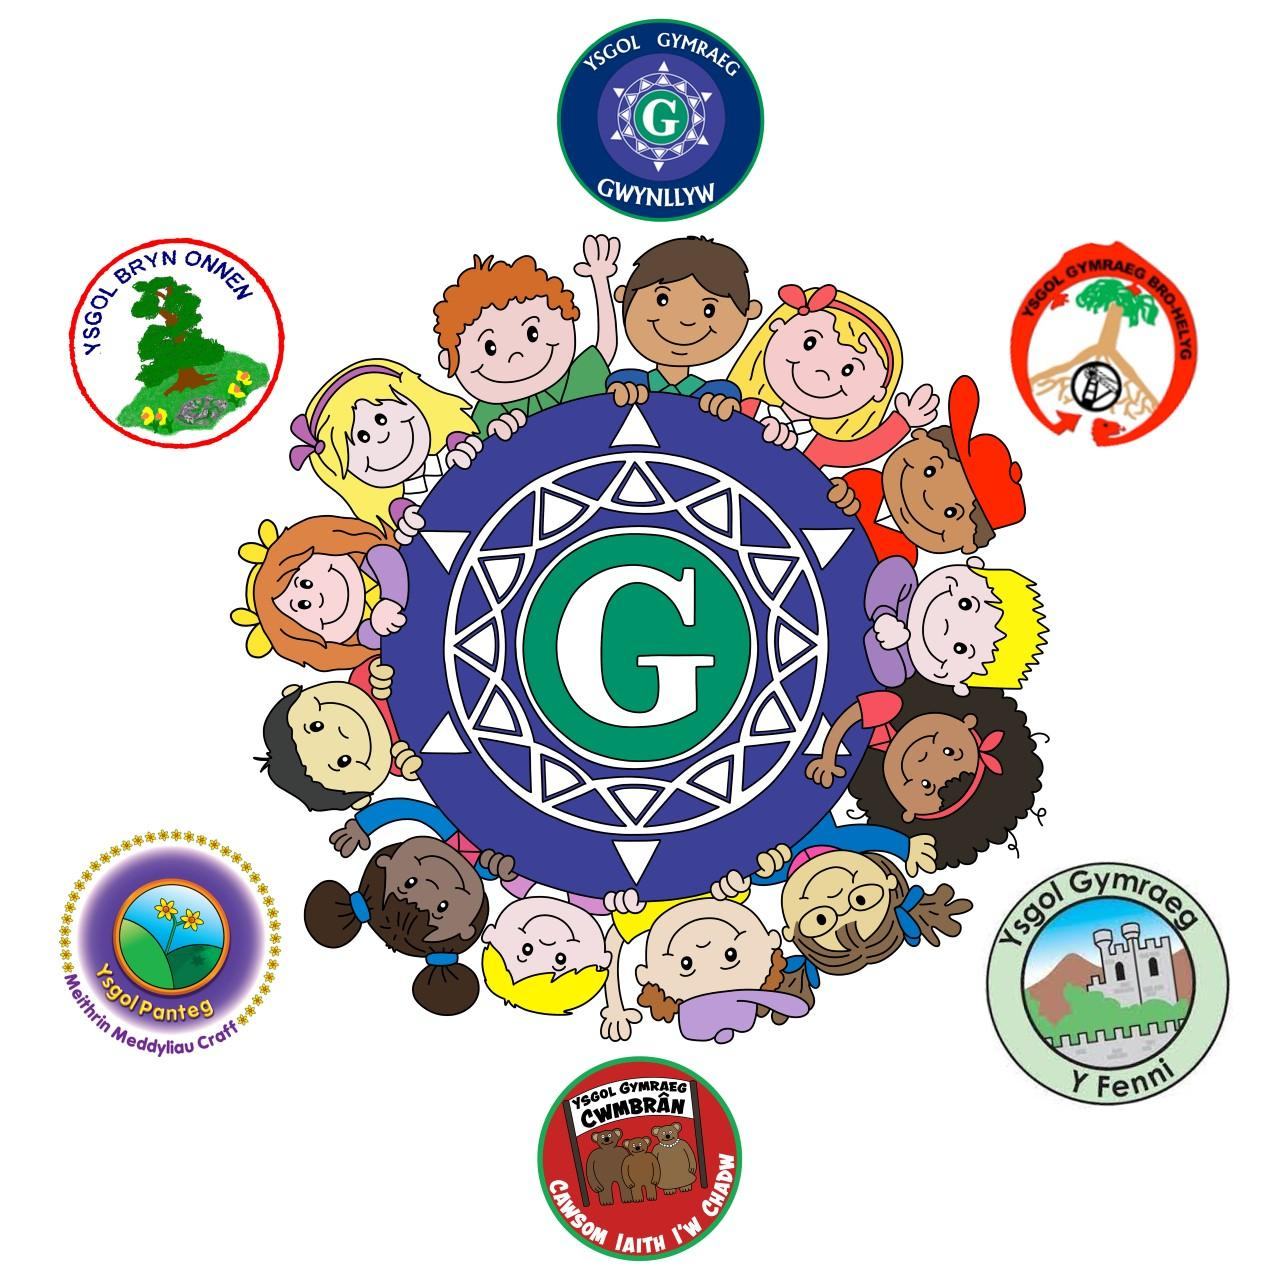 YSGOL GYMRAEG
G
GWYNLLYW
YSGOL BRYN ONNEN
YSGOL GYMRAEG BRO-HELYG
G
Ysgol Panteg
Meithrin Meddyliau Craff
Ysgol Gymraeg
Y Fenni
YSGOL GYMRAEG
CWMBRÂN
CAWSOM IAITH I'W CHADW